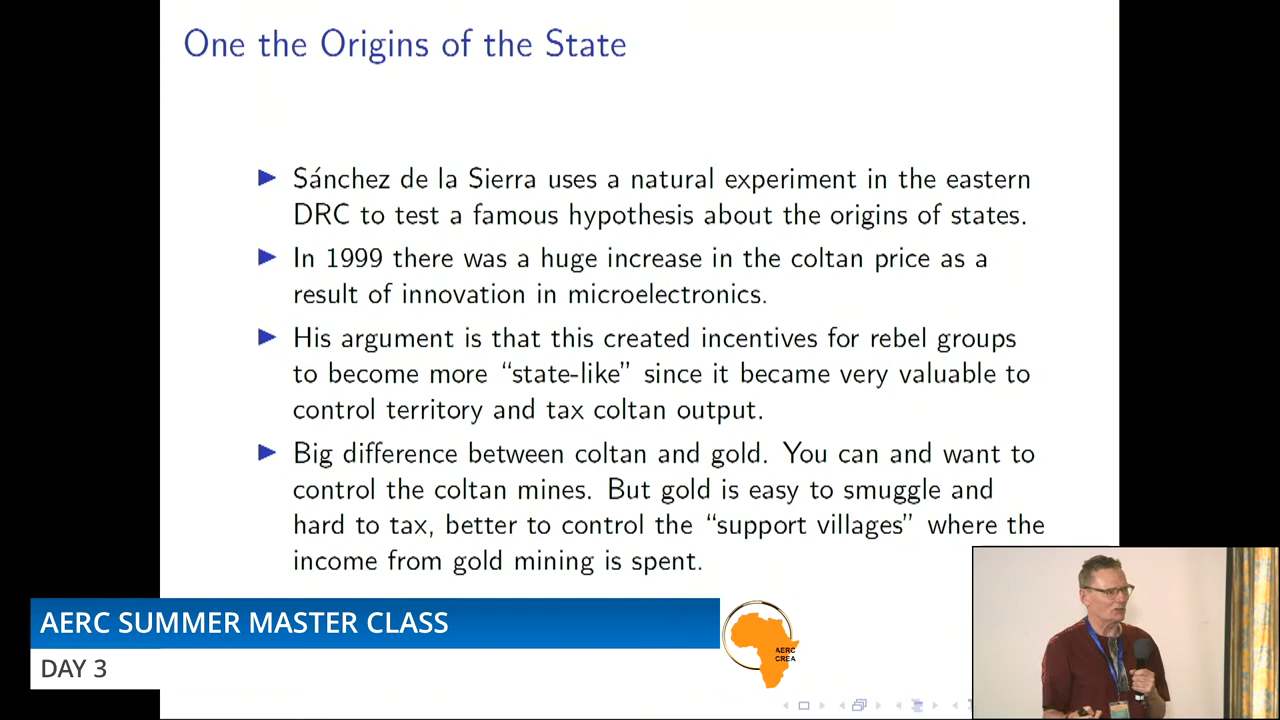 One the Origins of the State
Sánchez de la Sierra uses a natural experiment in the eastern
DRC to test a famous hypothesis about the origins of states.
In 1999 there was a huge increase in the coltan price as a
result of innovation in microelectronics.
His argument is that this created incentives for rebel groups
to become more “state-like” since it became very valuable to
control territory and tax coltan output.
Big difference between coltan and gold. You can and want to
control the coltan mines. But gold is easy to smuggle and
hard to tax, better to control the “support villages” where the
income from gold mining is spent.
AERC SUMMER MASTER CLASS
DAY 3
AERC
CREA